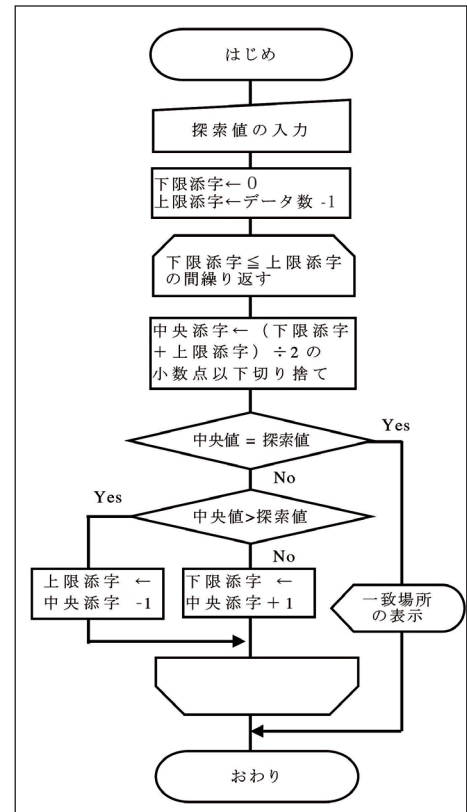 はじめ
探索値の入力
下限添字←0
上限添字←データ数 -1
下限添字≦上限添字
の間繰り返す
中央添字←（下限添字
＋上限添字）÷2の
小数点以下切り捨て
中央値 = 探索値
Yes
No
中央値>探索値
Yes
No
上限添字 ←
中央添字 -1
下限添字 ←
中央添字＋1
一致場所
の表示
おわり